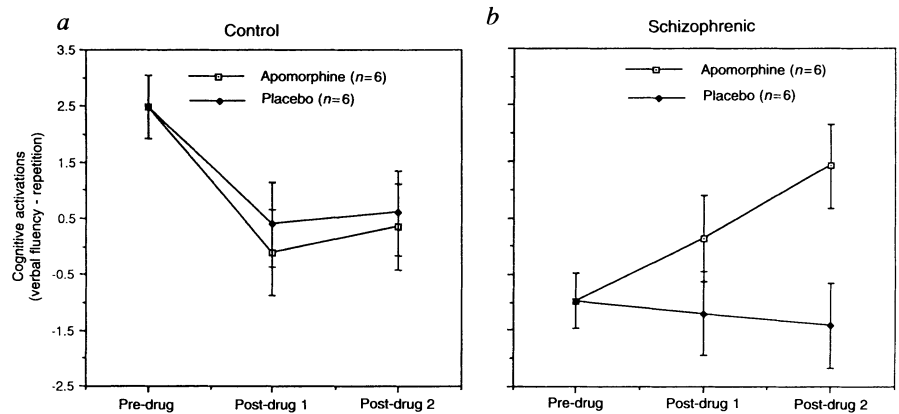 a
Control
Cognitive activations
(verbal fluency - repetition)
3.5
2.5
1.5
0.5
-0.5
-1.5
-2.5
Apomorphine (n=6)
Placebo (n=6)
Pre-drug
Post-drug 1
Post-drug 2
b
Schizophrenic
Apomorphine (n=6)
Placebo (n=6)
Pre-drug
Post-drug 1
Post-drug 2